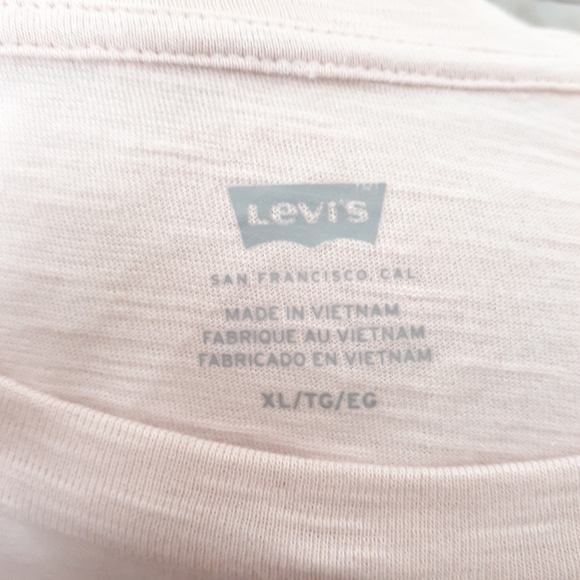 Levi's
SAN FRANCISCO, CAL.
MADE IN VIETNAM
FABRIQUE AU VIETNAM
FABRICADO EN VIETNAM
XL/TG/EG